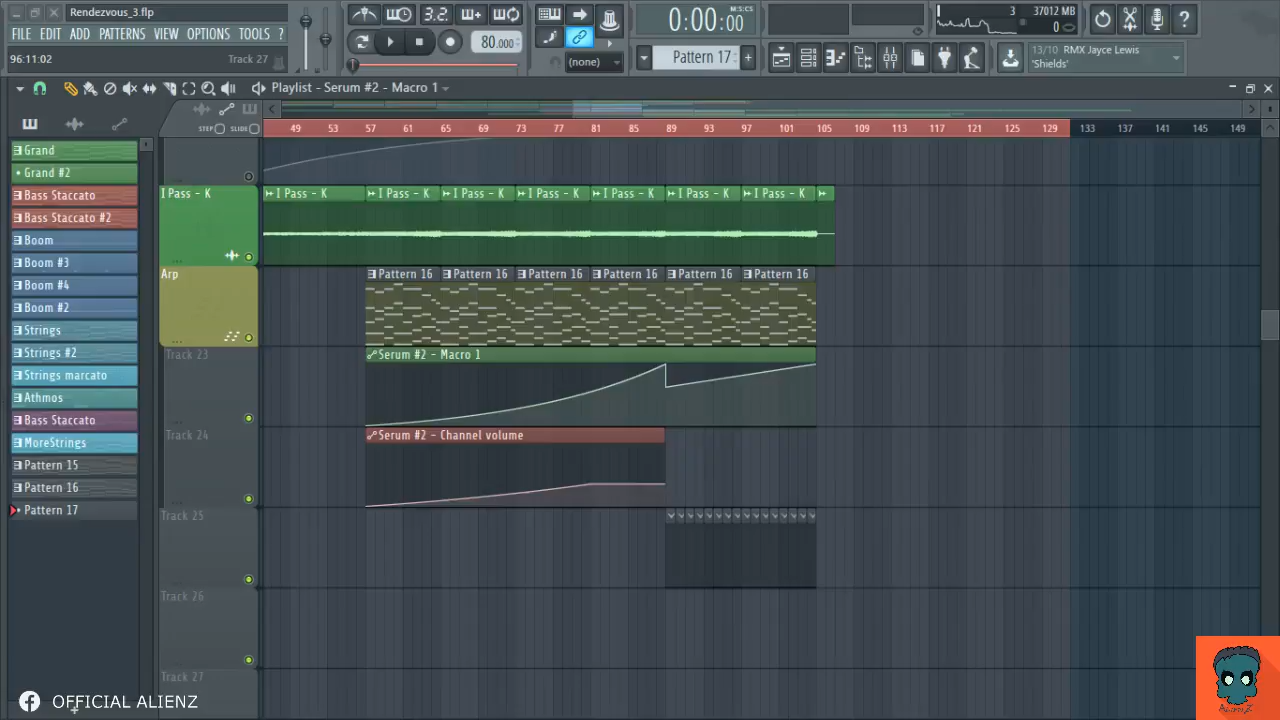 Rendezvous_3.flp
FILE EDIT ADD PATTERNS VIEW OPTIONS TOOLS ?
96:11:02 Track 27
3.2
80.000
(none)
0:00:00
M:S:CS
Pattern 17
3
37012 MB
0
13/10 RMX Jayce Lewis
'Shields'
Playlist - Serum #2 - Macro 1
STEP SLIDE
49 53 57 61 65 69 73 77 81 85 89 93 97 101 105 109 113 117 121 125 129 133 137 141 145 149
Grand
Grand #2
Bass Staccato
Bass Staccato #2
Boom
Boom #3
Boom #4
Boom #2
Strings
Strings #2
Strings marcato
Athmos
Bass Staccato
MoreStrings
Pattern 15
Pattern 16
Pattern 17
I Pass - K
I Pass - K I Pass - K I Pass - K I Pass - K I Pass - K I Pass - K I Pass - K
Arp
Pattern 16 Pattern 16 Pattern 16 Pattern 16 Pattern 16 Pattern 16
Track 23
Serum #2 - Macro 1
Track 24
Serum #2 - Channel volume
Track 25
Track 26
Track 27
OFFICIAL ALIENZ